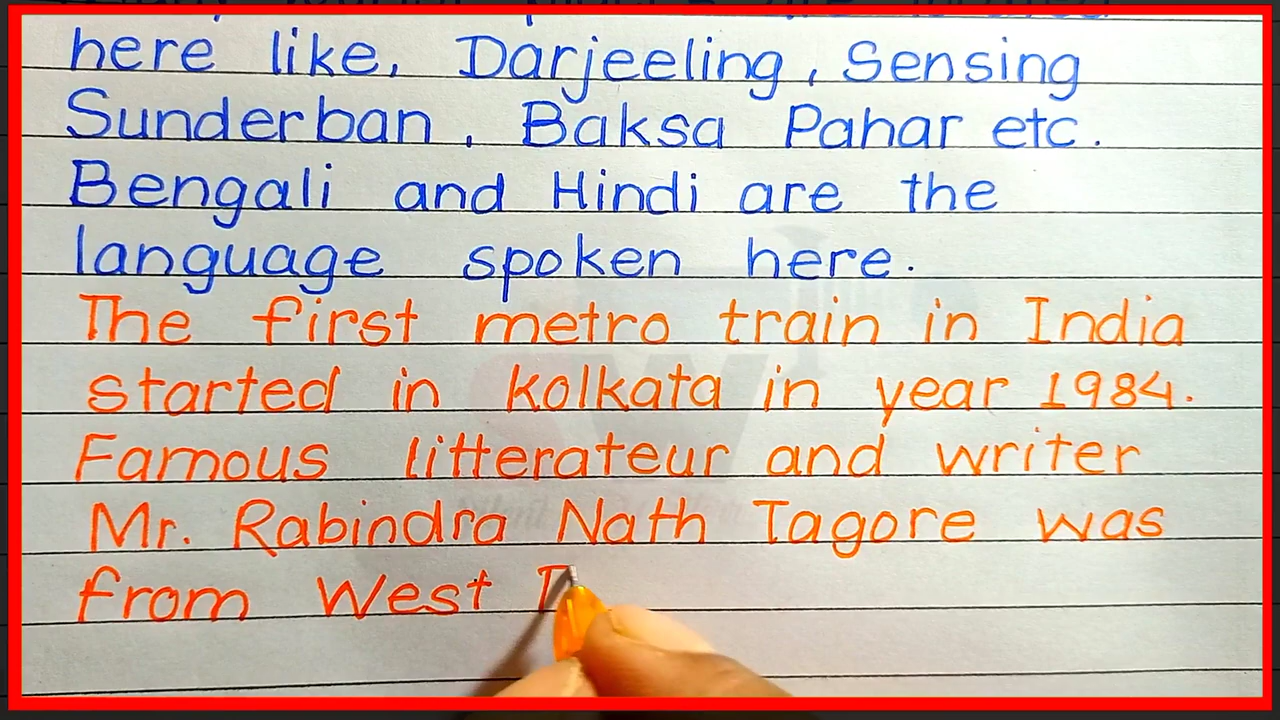 here like, Darjeeling, Sensing
Sunderban, Baksa Pahar etc.
Bengali and Hindi are the
language spoken here.
The first metro train in India
started in kolkata in year 1984.
Famous litterateur and writer
Mr. Rabindra Nath Tagore was
from West